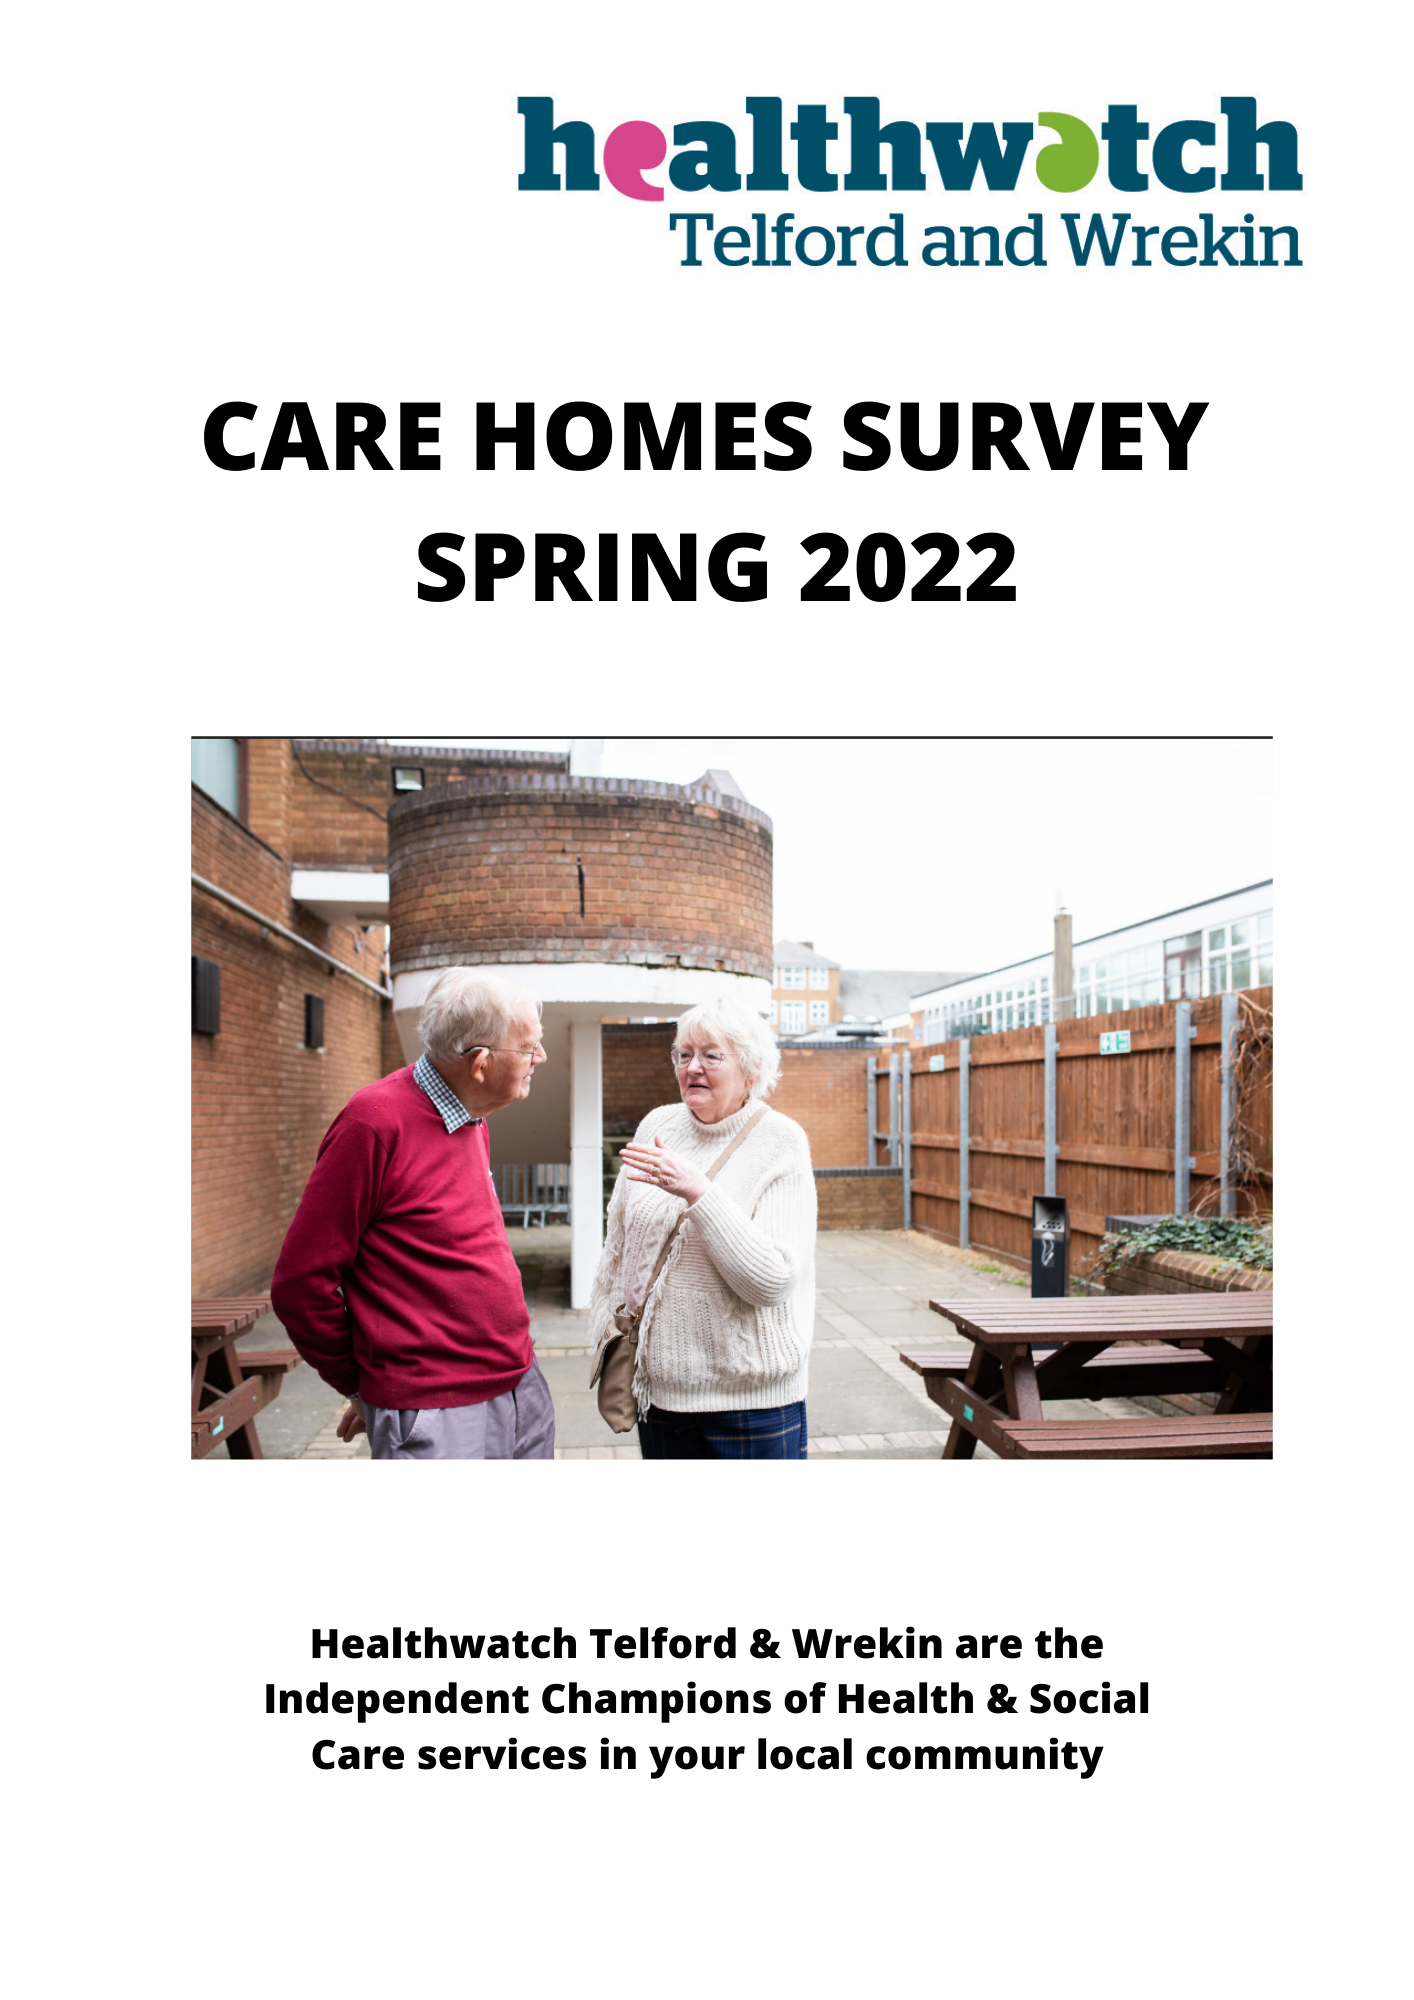 healthwatch
Telford and Wrekin
CARE HOMES SURVEY
SPRING 2022
Healthwatch Telford & Wrekin are the
Independent Champions of Health & Social
Care services in your local community